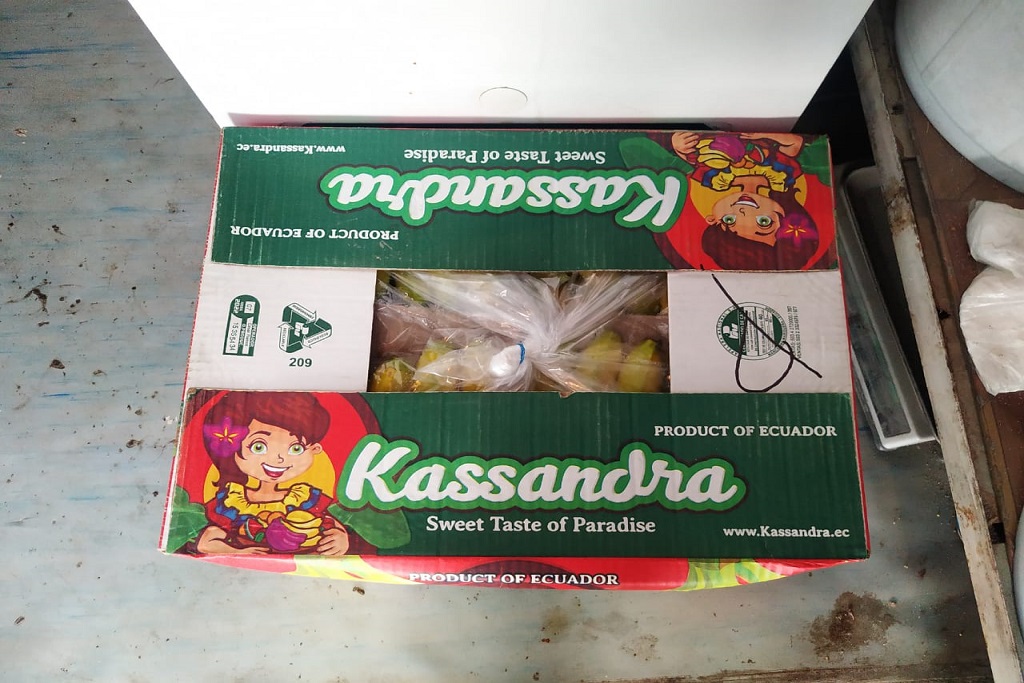 www.Kassandra.ec
Sweet Taste of Paradise
Kassandra
PRODUCT OF ECUADOR
209
PRODUCT OF ECUADOR
Kassandra
Sweet Taste of Paradise
www.Kassandra.ec
PRODUCT OF ECUADOR